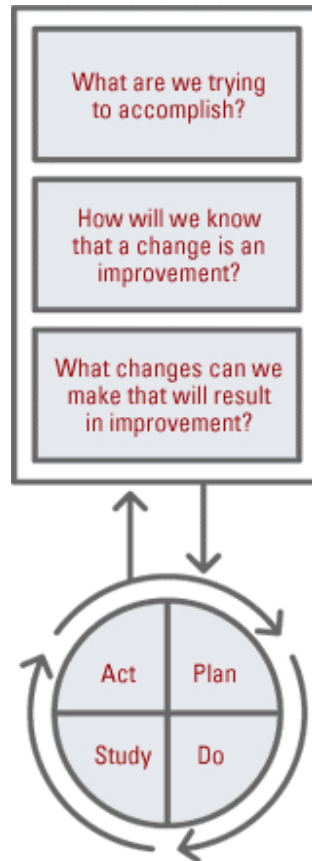 What are we trying
to accomplish?
How will we know
that a change is an
improvement?
What changes can we
make that will result
in improvement?
Act
Plan
Study
Do